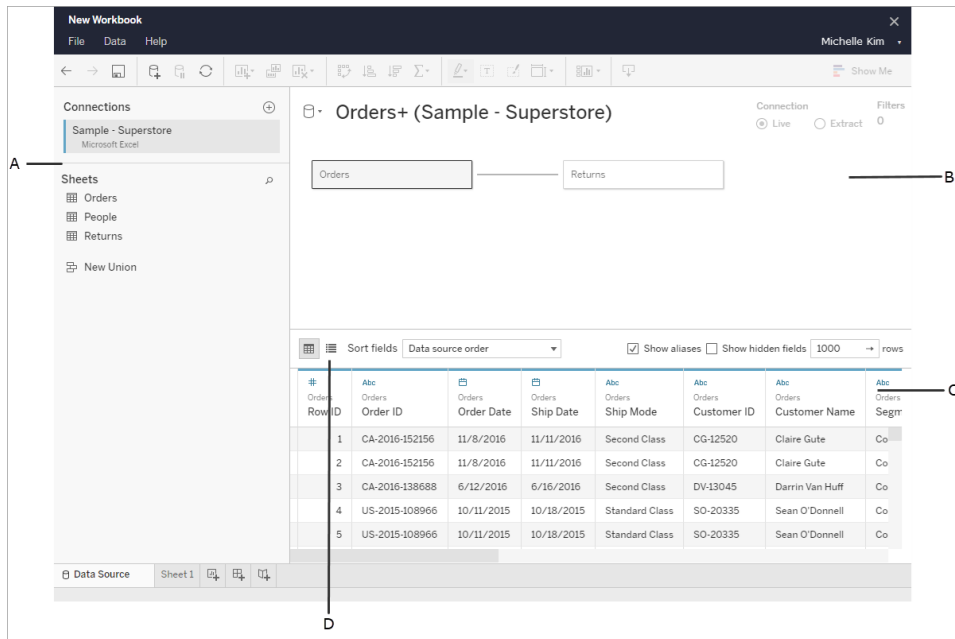 New Workbook
File Data Help
Michelle Kim
Show Me
Connections
Sample - Superstore
Microsoft Excel
A
Sheets
Orders
People
Returns
New Union
Orders+ (Sample - Superstore)
Connection
Live Extract
Filters
0
Orders
Returns
B
Sort fields Data source order Show aliases Show hidden fields 1000 → rows
# Abc Abc Abc Abc Abc
Orders Orders Orders Orders Orders Orders Orders Orders
Row ID Order ID Order Date Ship Date Ship Mode Customer ID Customer Name Segm
C
1 CA-2016-152156 11/8/2016 11/11/2016 Second Class CG-12520 Claire Gute Co
2 CA-2016-152156 11/8/2016 11/11/2016 Second Class CG-12520 Claire Gute Co
3 CA-2016-138688 6/12/2016 6/16/2016 Second Class DV-13045 Darrin Van Huff Co
4 US-2015-108966 10/11/2015 10/18/2015 Standard Class SO-20335 Sean O'Donnell Co
5 US-2015-108966 10/11/2015 10/18/2015 Standard Class SO-20335 Sean O'Donnell Co
Data Source Sheet 1
D